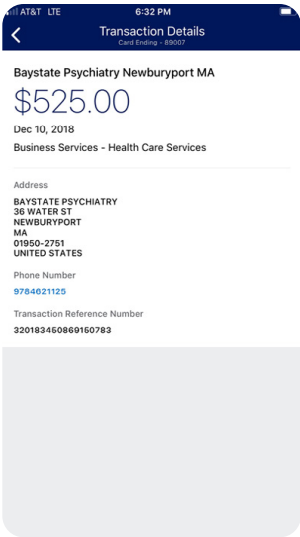 AT&T LTE 6:32 PM
Transaction Details
Card Ending - 89007
Baystate Psychiatry Newburyport MA
$525.00
Dec 10, 2018
Business Services - Health Care Services
Address
BAYSTATE PSYCHIATRY
36 WATER ST
NEWBURYPORT
MA
01950-2751
UNITED STATES
Phone Number
9784621125
Transaction Reference Number
320183450869150783